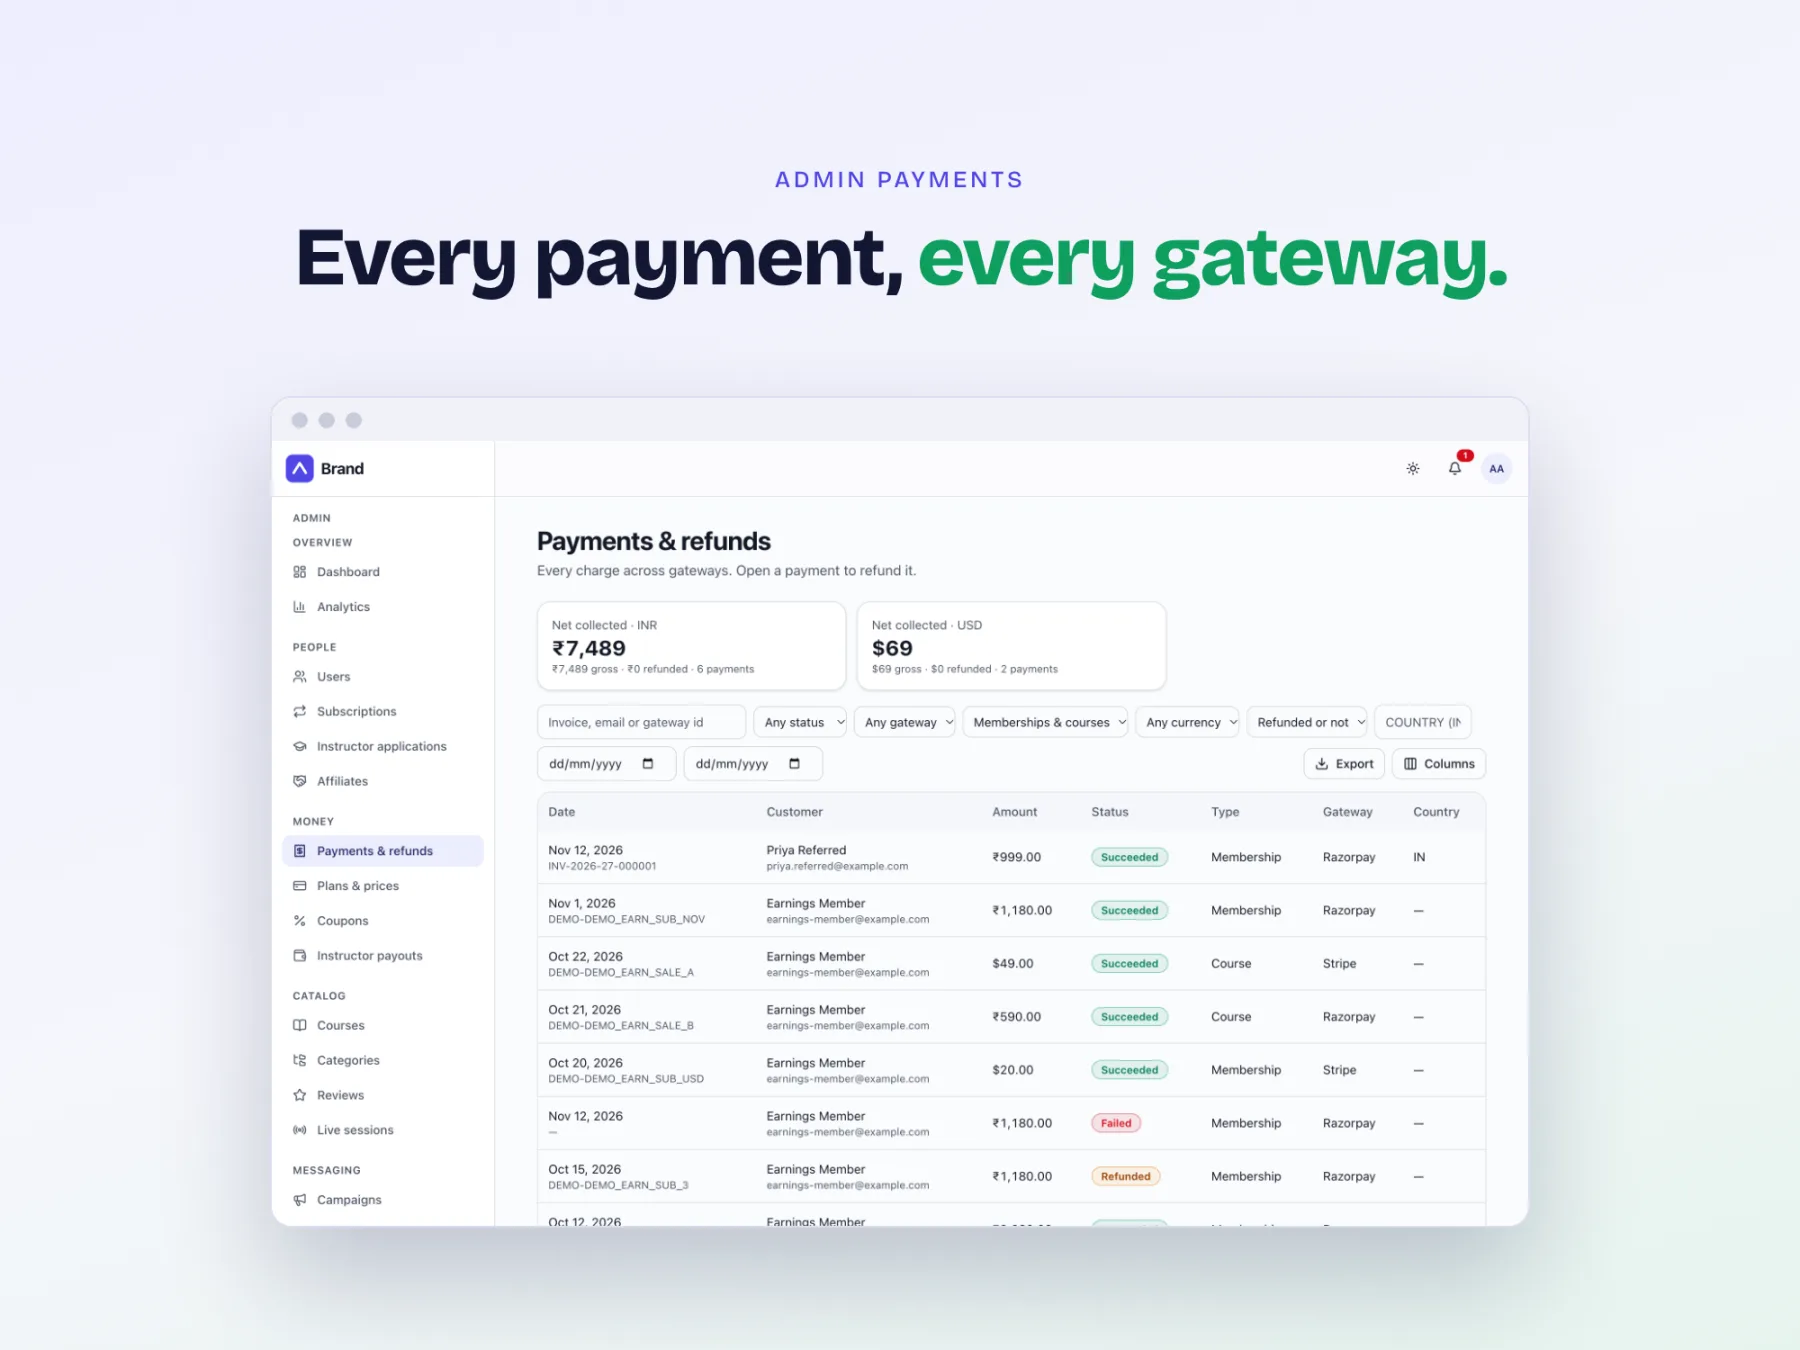 ADMIN PAYMENTS
Every payment, every gateway.
Brand
1
AA
ADMIN
OVERVIEW
Dashboard
Analytics
PEOPLE
Users
Subscriptions
Instructor applications
Affiliates
MONEY
Payments & refunds
Plans & prices
Coupons
Instructor payouts
CATALOG
Courses
Categories
Reviews
Live sessions
MESSAGING
Campaigns
Payments & refunds
Every charge across gateways. Open a payment to refund it.
Net collected · INR
₹7,489
₹7,489 gross · ₹0 refunded · 6 payments
Net collected · USD
$69
$69 gross · $0 refunded · 2 payments
Invoice, email or gateway id Any status Any gateway Memberships & courses Any currency Refunded or not COUNTRY (IN
dd/mm/yyyy dd/mm/yyyy Export Columns
Date Customer Amount Status Type Gateway Country
Nov 12, 2026 Priya Referred ₹999.00 Succeeded Membership Razorpay IN
INV-2026-27-000001 priya.referred@example.com
Nov 1, 2026 Earnings Member ₹1,180.00 Succeeded Membership Razorpay —
DEMO-DEMO_EARN_SUB_NOV earnings-member@example.com
Oct 22, 2026 Earnings Member $49.00 Succeeded Course Stripe —
DEMO-DEMO_EARN_SALE_A earnings-member@example.com
Oct 21, 2026 Earnings Member ₹590.00 Succeeded Course Razorpay —
DEMO-DEMO_EARN_SALE_B earnings-member@example.com
Oct 20, 2026 Earnings Member $20.00 Succeeded Membership Stripe —
DEMO-DEMO_EARN_SUB_USD earnings-member@example.com
Nov 12, 2026 Earnings Member ₹1,180.00 Failed Membership Razorpay —
— earnings-member@example.com
Oct 15, 2026 Earnings Member ₹1,180.00 Refunded Membership Razorpay —
DEMO-DEMO_EARN_SUB_3 earnings-member@example.com
Oct 12, 2026 Earnings Member